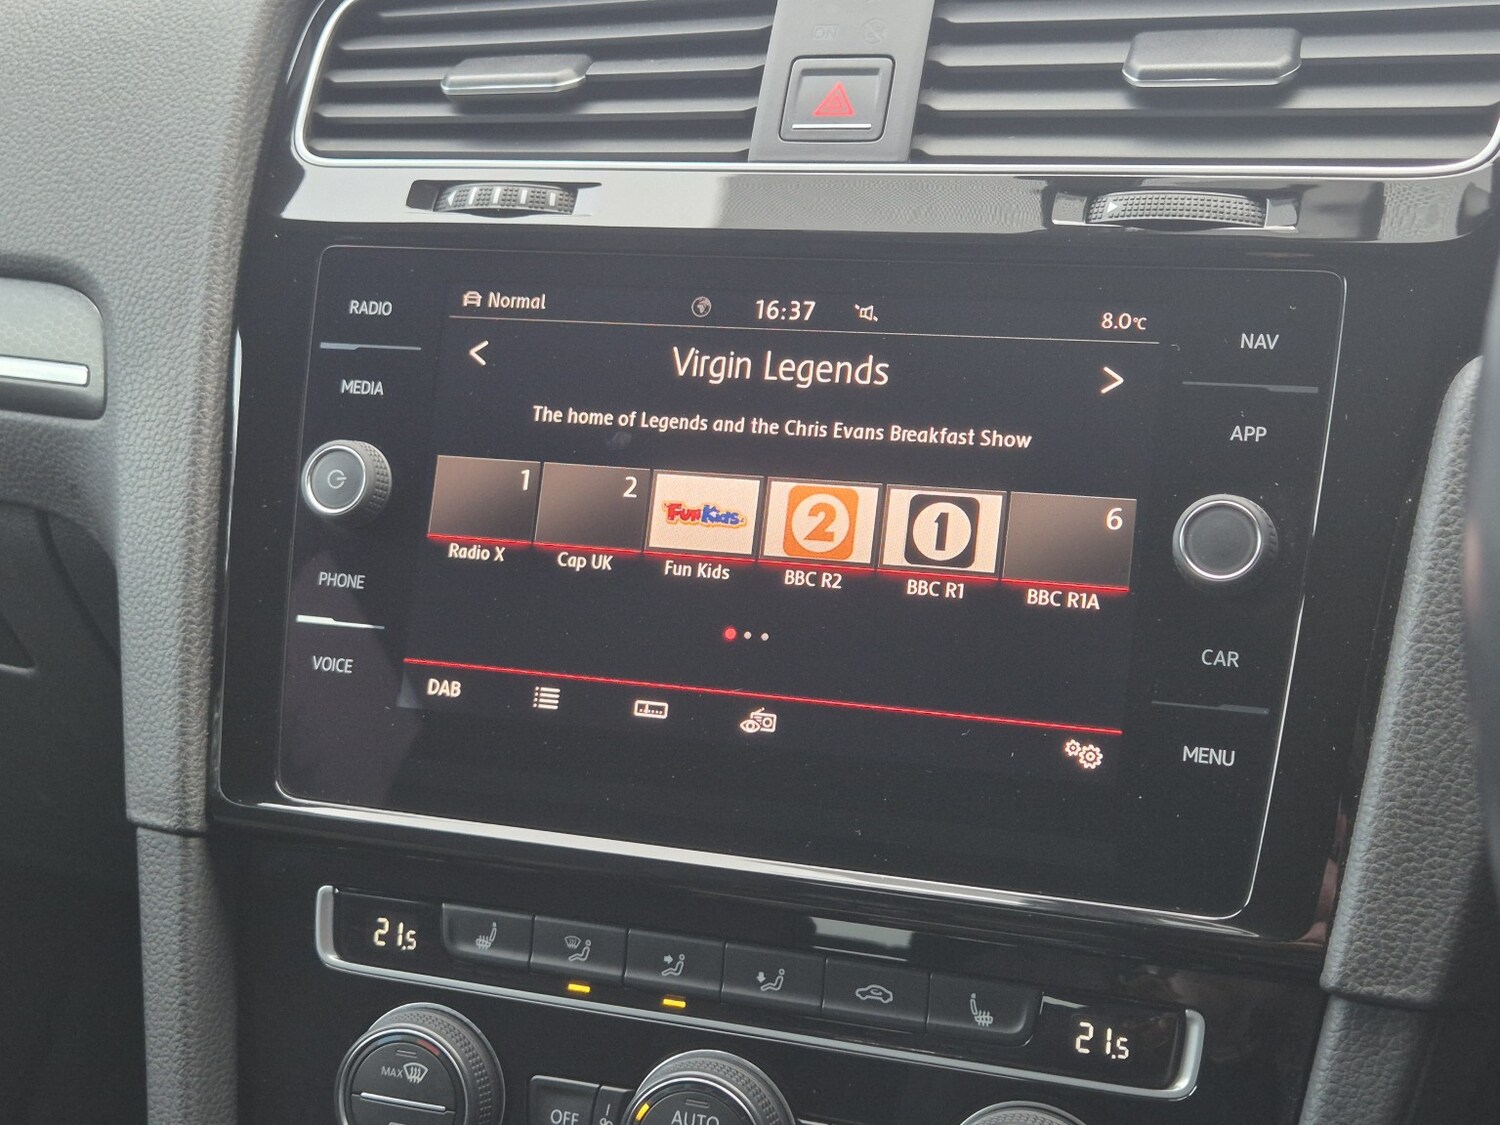 RADIO
Normal
16:37
8.0°C
NAV
MEDIA
Virgin Legends
APP
The home of Legends and the Chris Evans Breakfast Show
1
2
Fun Kids
2
1
6
Radio X
Cap UK
Fun Kids
BBC R2
BBC R1
BBC R1A
PHONE
CAR
VOICE
DAB
MENU
21.5
21.5
MAX
OFF
AUTO